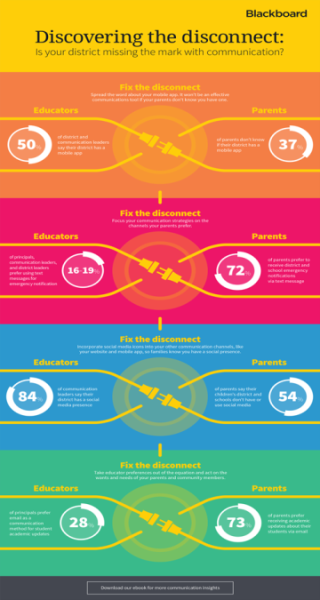 Blackboard
Discovering the disconnect:
Is your district missing the mark with communication?
Fix the disconnect
Spread the word about your mobile app. It won't be an effective
communications tool if your parents don't know you have one.
Educators
Parents
50%
of district and
communication leaders
say their district has a
mobile app
37%
of parents don't know
if their district has a
mobile app
Fix the disconnect
Focus your communication strategies on the
channels your parents prefer.
Educators
Parents
of principals,
communication leaders,
and district leaders
prefer using text
messages for
emergency notification
16-19%
72%
of parents prefer to
receive district and
school emergency
notifications
via text message
Fix the disconnect
Incorporate social media icons into your other communication channels, like
your website and mobile app, so families know you have a social presence.
Educators
Parents
84%
of communication
leaders say their
district has a social
media presence
of parents say their
children's district and
schools don't have or
use social media
54%
Fix the disconnect
Take educator preferences out of the equation and act on the
wants and needs of your parents and community members.
Educators
Parents
of principals prefer
email as a
communication
method for student
academic updates
28%
73%
of parents prefer
receiving academic
updates about their
students via email
Download our ebook for more communication insights